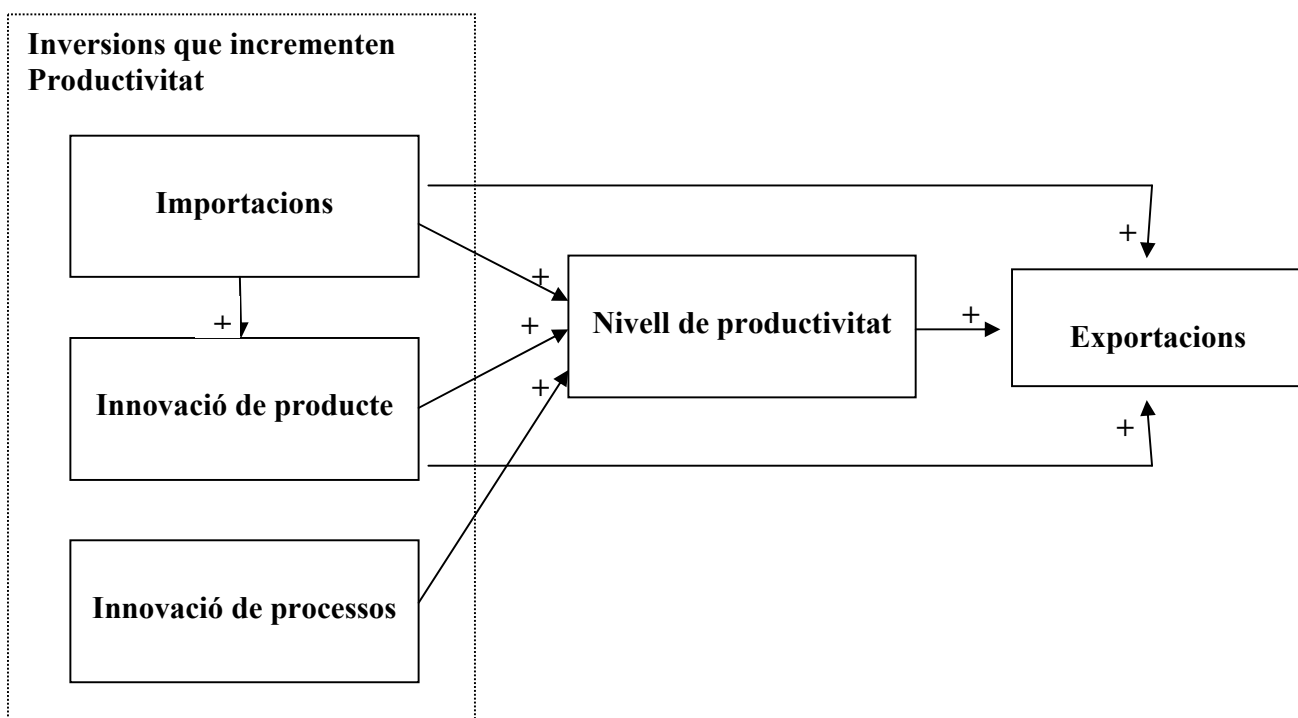 Inversions que incrementen
Productivitat
Importacions
+
+
+
Nivell de productivitat
+
Exportacions
+
+
Innovació de producte
+
+
Innovació de processos